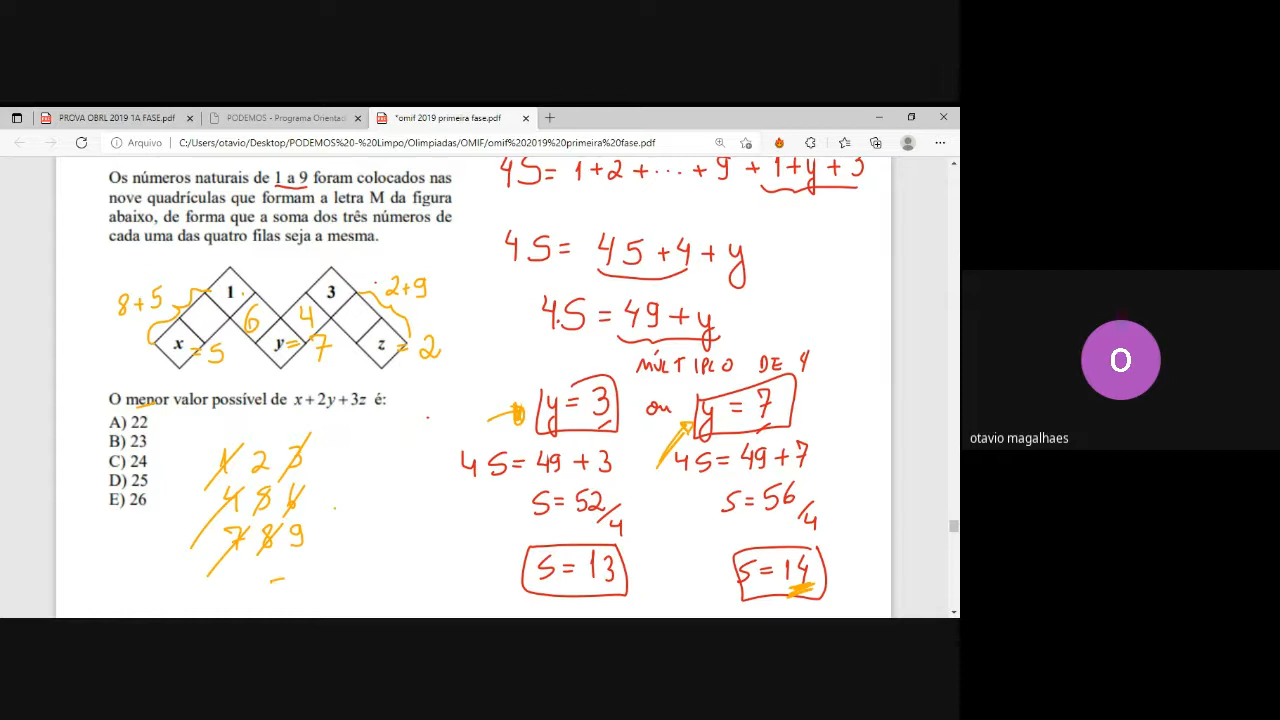 PROVA OBRL 2019 1A FASE.pdf
PODEMOS - Programa Orientad
*omif 2019 primeira fase.pdf
Arquivo
C:/Users/otavio/Desktop/PODEMOS%20-%20Limpo/Olimpiadas/OMIF/omif%202019%20primeira%20fase.pdf
Os números naturais de 1 a 9 foram colocados nas
nove quadrículas que formam a letra M da figura
abaixo, de forma que a soma dos três números de
cada uma das quatro filas seja a mesma.
8+5
1
3
2+9
6
4
x = 5
y = 7
z = 2
O menor valor possível de x + 2y + 3z é:
A) 22
B) 23
C) 24
D) 25
E) 26
1 2 3
4 6
7 8 9
4S = 1+2+ ... + 9 + 1+y+3
4S = 45+4+y
4.S = 49+y
MÚLTIPLO DE 4
y = 3 ou y = 7
4S = 49+3
4S = 49+7
S = 52/4
S = 56/4
S = 13
S = 14
O
otavio magalhaes